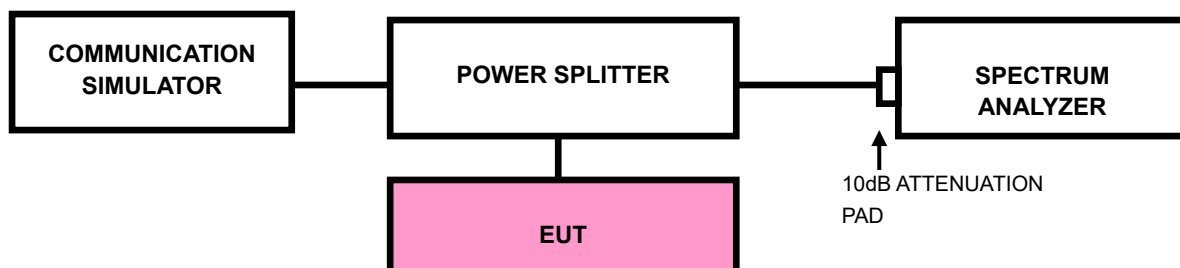 COMMUNICATION
SIMULATOR
POWER SPLITTER
SPECTRUM
ANALYZER
10dB ATTENUATION
PAD
EUT